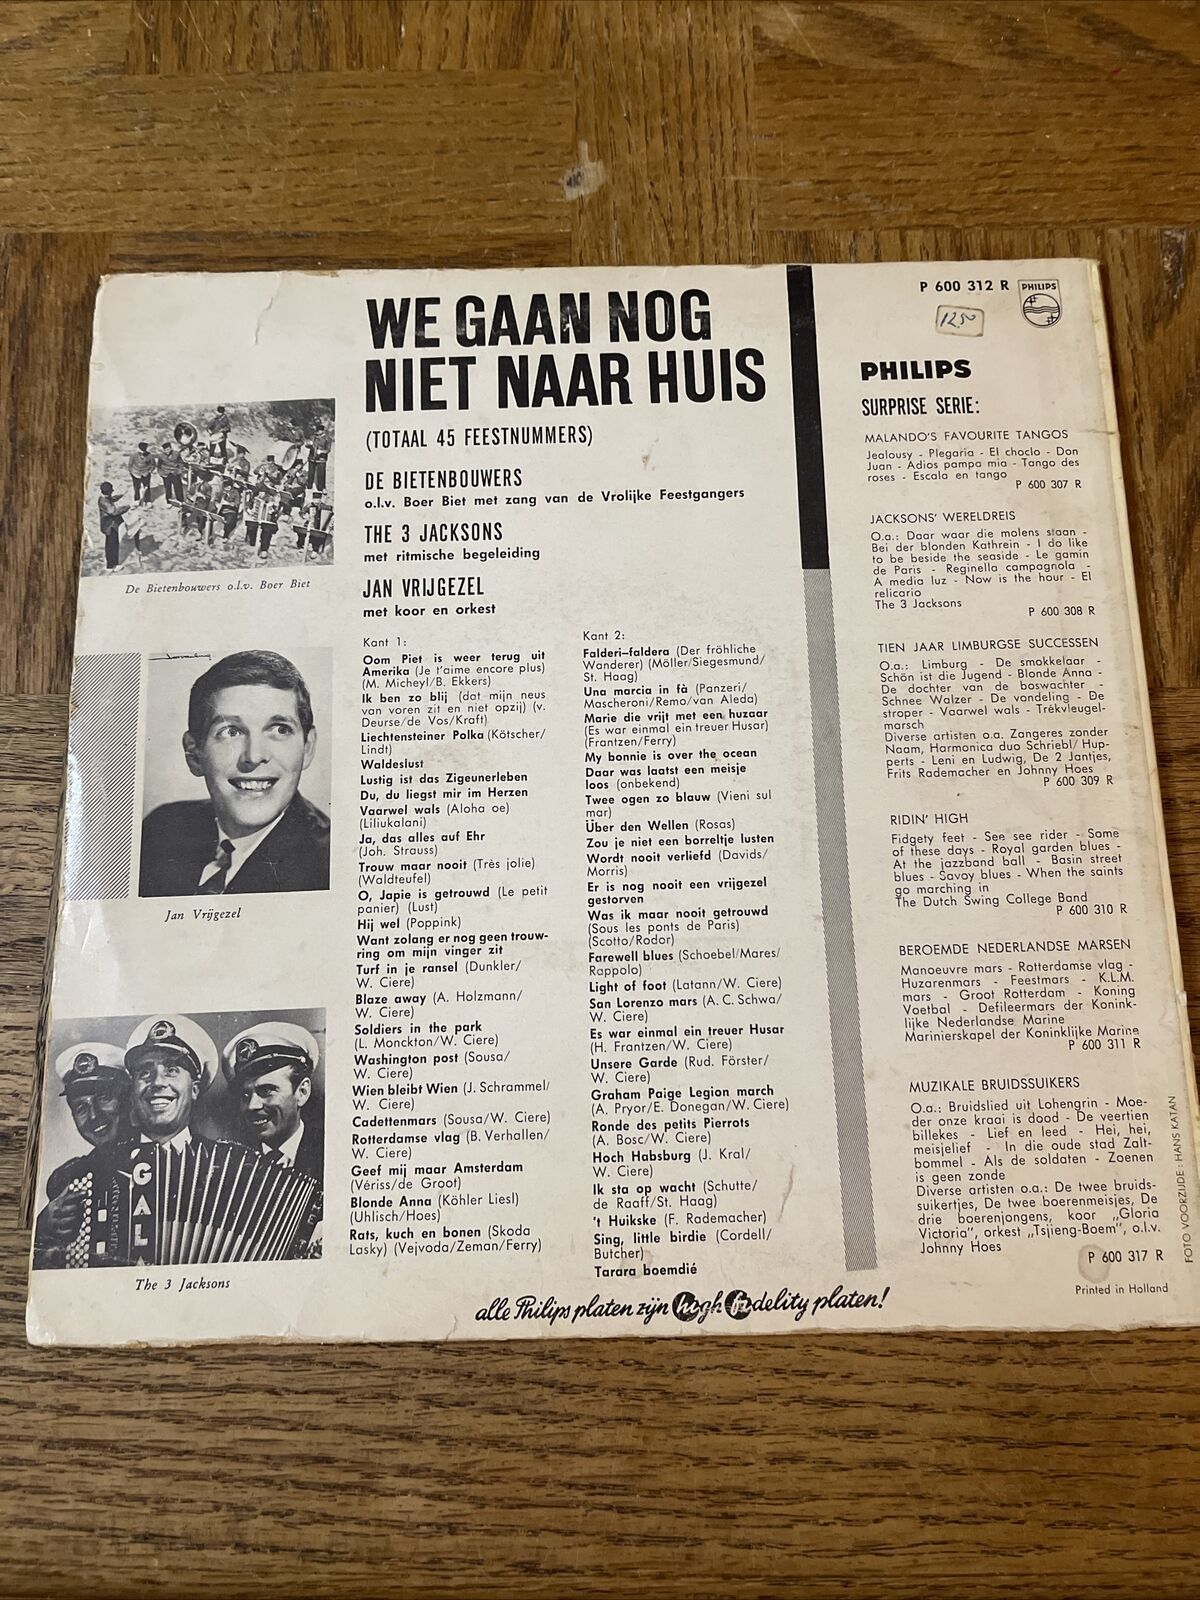 WE GAAN NOG
NIET NAAR HUIS
(TOTAAL 45 FEESTNUMMERS)
DE BIETENBOUWERS
o.l.v. Boer Biet met zang van de Vrolijke Feestgangers
THE 3 JACKSONS
met ritmische begeleiding
JAN VRIJGEZEL
met koor en orkest
De Bietenbouwers o.l.v. Boer Biet
Jan Vrijgezel
GALA
The 3 Jacksons
Kant 1:
Oom Piet is weer terug uit
Amerika (Je t'aime encore plus)
(M. Micheyl/B. Ekkers)
Ik ben zo blij (dat mijn neus
van voren zit en niet opzij) (v.
Deurse/de Vos/Kraft)
Liechtensteiner Polka (Kötscher/
Lindt)
Waldeslust
Lustig ist das Zigeunerleben
Du, du liegst mir im Herzen
Vaarwel wals (Aloha oe)
(Liliukalani)
Ja, das alles auf Ehr
(Joh. Strauss)
Trouw maar nooit (Très jolie)
(Waldteufel)
O, Japie is getrouwd (Le petit
panier) (Lust)
Hij wel (Poppink)
Want zolang er nog geen trouw-
ring om mijn vinger zit
Turf in je ransel (Dunkler/
W. Ciere)
Blaze away (A. Holzmann/
W. Ciere)
Soldiers in the park
(L. Monckton/W. Ciere)
Washington post (Sousa/
W. Ciere)
Wien bleibt Wien (J. Schrammel/
W. Ciere)
Cadettenmars (Sousa/W. Ciere)
Rotterdamse vlag (B. Verhallen/
W. Ciere)
Geef mij maar Amsterdam
(Vériss/de Groot)
Blonde Anna (Köhler Liesl)
(Uhlisch/Hoes)
Rats, kuch en bonen (Skoda
Lasky) (Vejvoda/Zeman/Ferry)
Kant 2:
Falderi-faldera (Der fröhliche
Wanderer) (Möller/Siegesmund/
St. Haag)
Una marcia in fà (Panzeri/
Mascheroni/Remo/van Aleda)
Marie die vrijt met een huzaar
(Es war einmal ein treuer Husar)
(Frantzen/Ferry)
My bonnie is over the ocean
Daar was laatst een meisje
loos (onbekend)
Twee ogen zo blauw (Vieni sul
mar)
Über den Wellen (Rosas)
Zou je niet een borreltje lusten
Wordt nooit verliefd (Davids/
Morris)
Er is nog nooit een vrijgezel
gestorven
Was ik maar nooit getrouwd
(Sous les ponts de Paris)
(Scotto/Rodor)
Farewell blues (Schoebel/Mares/
Rappolo)
Light of foot (Latann/W. Ciere)
San Lorenzo mars (A. C. Schwa/
W. Ciere)
Es war einmal ein treuer Husar
(H. Frantzen/W. Ciere)
Unsere Garde (Rud. Förster/
W. Ciere)
Graham Paige Legion march
(A. Pryor/E. Donegan/W. Ciere)
Ronde des petits Pierrots
(A. Bosc/W. Ciere)
Hoch Habsburg (J. Kral/
W. Ciere)
Ik sta op wacht (Schutte/
de Raaff/St. Haag)
't Huikske (F. Rademacher)
Sing, little birdie (Cordell/
Butcher)
Tarara boemdié
alle Philips platen zijn high fidelity platen!
P 600 312 R
PHILIPS
12.50
PHILIPS
SURPRISE SERIE:
MALANDO'S FAVOURITE TANGOS
Jealousy - Plegaria - El choclo - Don
Juan - Adios pampa mia - Tango des
roses - Escala en tango
P 600 307 R
JACKSONS' WERELDREIS
O.a.: Daar waar die molens staan -
Bei der blonden Kathrein - I do like
to be beside the seaside - Le gamin
de Paris - Reginella campagnola -
A media luz - Now is the hour - El
relicario
The 3 Jacksons
P 600 308 R
TIEN JAAR LIMBURGSE SUCCESSEN
O.a.: Limburg - De smokkelaar -
Schön ist die Jugend - Blonde Anna -
De dochter van de boswachter -
Schnee Walzer - De vondeling - De
stroper - Vaarwel wals - Trékvleugel-
marsch
Diverse artisten o.a. Zangeres zonder
Naam, Harmonica duo Schriebl/ Hup-
perts - Leni en Ludwig, De 2 Jantjes,
Frits Rademacher en Johnny Hoes
P 600 309 R
RIDIN' HIGH
Fidgety feet - See see rider - Some
of these days - Royal garden blues -
At the jazzband ball - Basin street
blues - Savoy blues - When the saints
go marching in
The Dutch Swing College Band
P 600 310 R
BEROEMDE NEDERLANDSE MARSEN
Manoeuvre mars - Rotterdamse vlag -
Huzarenmars - Feestmars - K.L.M.
mars - Groot Rotterdam - Koning
Voetbal - Defileermars der Konink-
lijke Nederlandse Marine
Marinierskapel der Koninklijke Marine
P 600 311 R
MUZIKALE BRUIDSSUIKERS
O.a.: Bruidslied uit Lohengrin - Moe-
der onze kraai is dood - De veertien
billekes - Lief en leed - Hei, hei,
meisjelief - In die oude stad Zalt-
bommel - Als de soldaten - Zoenen
is geen zonde
Diverse artisten o.a.: De twee bruids-
suikertjes, De twee boerenmeisjes, De
drie boerenjongens, koor „Gloria
Victoria", orkest „Tsjieng-Boem", o.l.v.
Johnny Hoes
P 600 317 R
Printed in Holland
FOTO VOORZIJDE: HANS KATAN